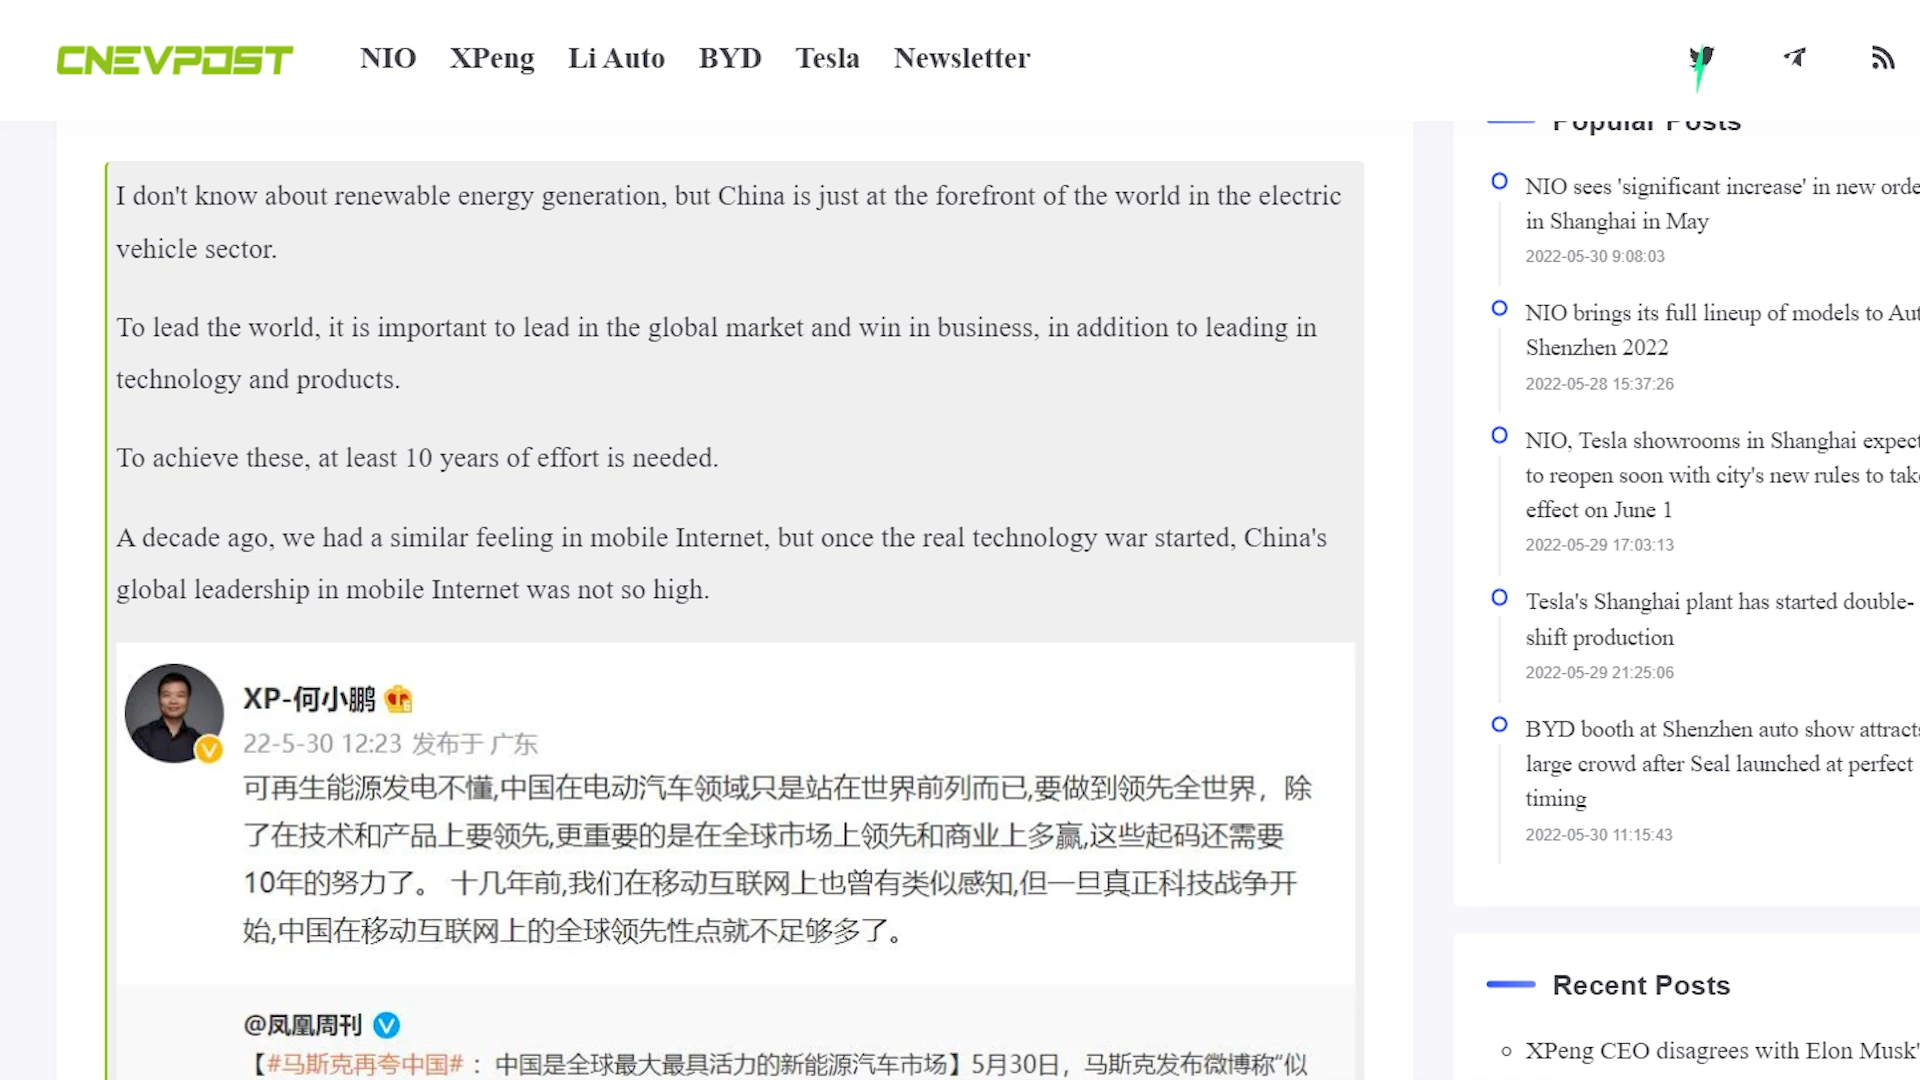 CNEVPOST
NIO XPeng Li Auto BYD Tesla Newsletter
I don't know about renewable energy generation, but China is just at the forefront of the world in the electric
vehicle sector.
To lead the world, it is important to lead in the global market and win in business, in addition to leading in
technology and products.
To achieve these, at least 10 years of effort is needed.
A decade ago, we had a similar feeling in mobile Internet, but once the real technology war started, China's
global leadership in mobile Internet was not so high.
XP-何小鹏
22-5-30 12:23 发布于 广东
可再生能源发电不懂,中国在电动汽车领域只是站在世界前列而已,要做到领先全世界，除
了在技术和产品上要领先,更重要的是在全球市场上领先和商业上多赢,这些起码还需要
10年的努力了。 十几年前,我们在移动互联网上也曾有类似感知,但一旦真正科技战争开
始,中国在移动互联网上的全球领先性点就不足够多了。
@凤凰周刊
【#马斯克再夸中国#：中国是全球最大最具活力的新能源汽车市场】5月30日，马斯克发布微博称“似
Popular Posts
NIO sees 'significant increase' in new orde
in Shanghai in May
2022-05-30 9:08:03
NIO brings its full lineup of models to Aut
Shenzhen 2022
2022-05-28 15:37:26
NIO, Tesla showrooms in Shanghai expect
to reopen soon with city's new rules to take
effect on June 1
2022-05-29 17:03:13
Tesla's Shanghai plant has started double-
shift production
2022-05-29 21:25:06
BYD booth at Shenzhen auto show attracts
large crowd after Seal launched at perfect
timing
2022-05-30 11:15:43
Recent Posts
XPeng CEO disagrees with Elon Musk'